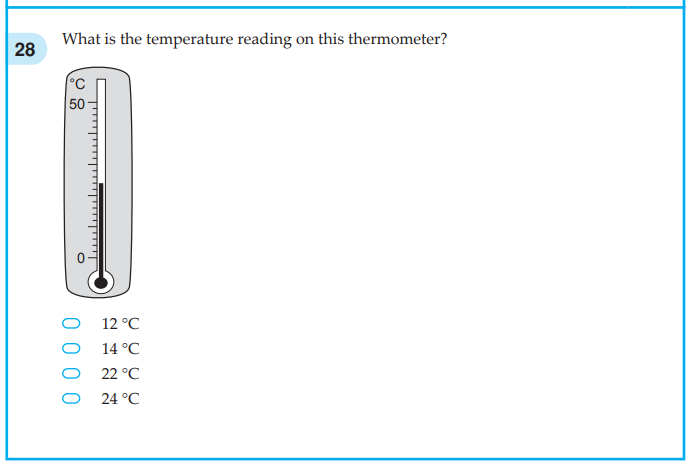 28
What is the temperature reading on this thermometer?
°C
50
0
12 °C
14 °C
22 °C
24 °C